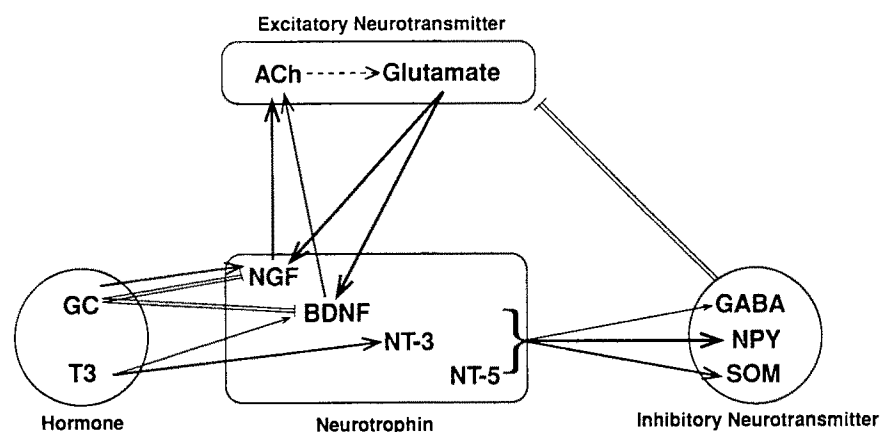 Excitatory Neurotransmitter
ACh Glutamate
NGF
GC
BDNF
GABA
NT-3
NPY
T3
NT-5
SOM
Hormone
Neurotrophin
Inhibitory Neurotransmitter